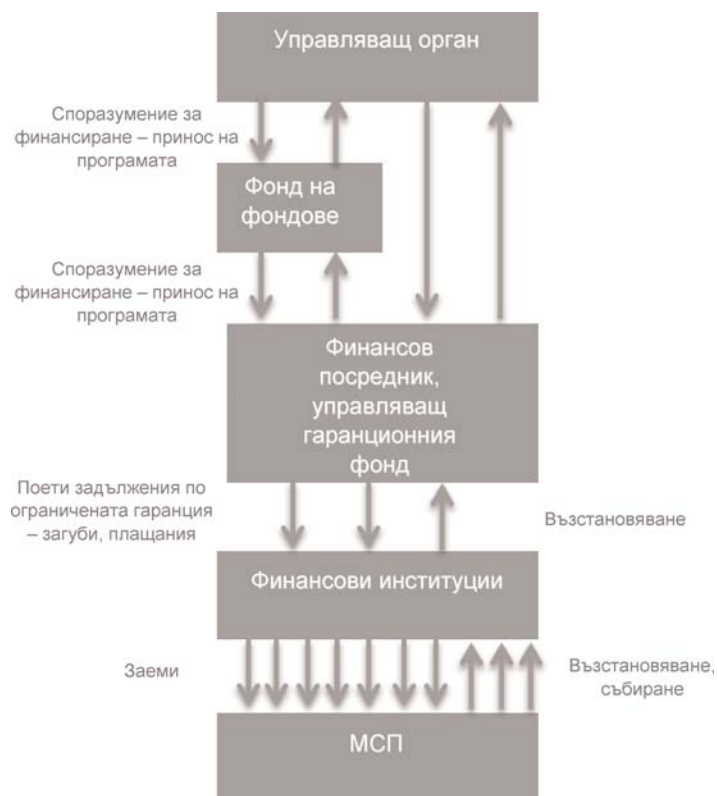 Управляващ орган
Споразумение за
финансиране – принос на
програмата
Фонд на
фондове
Споразумение за
финансиране – принос на
програмата
Финансов
посредник,
управляващ
гаранционния
фонд
Поети задължения по
ограничената гаранция
– загуби, плащания
Възстановяване
Финансови институции
Заеми
Възстановяване,
събиране
МСП